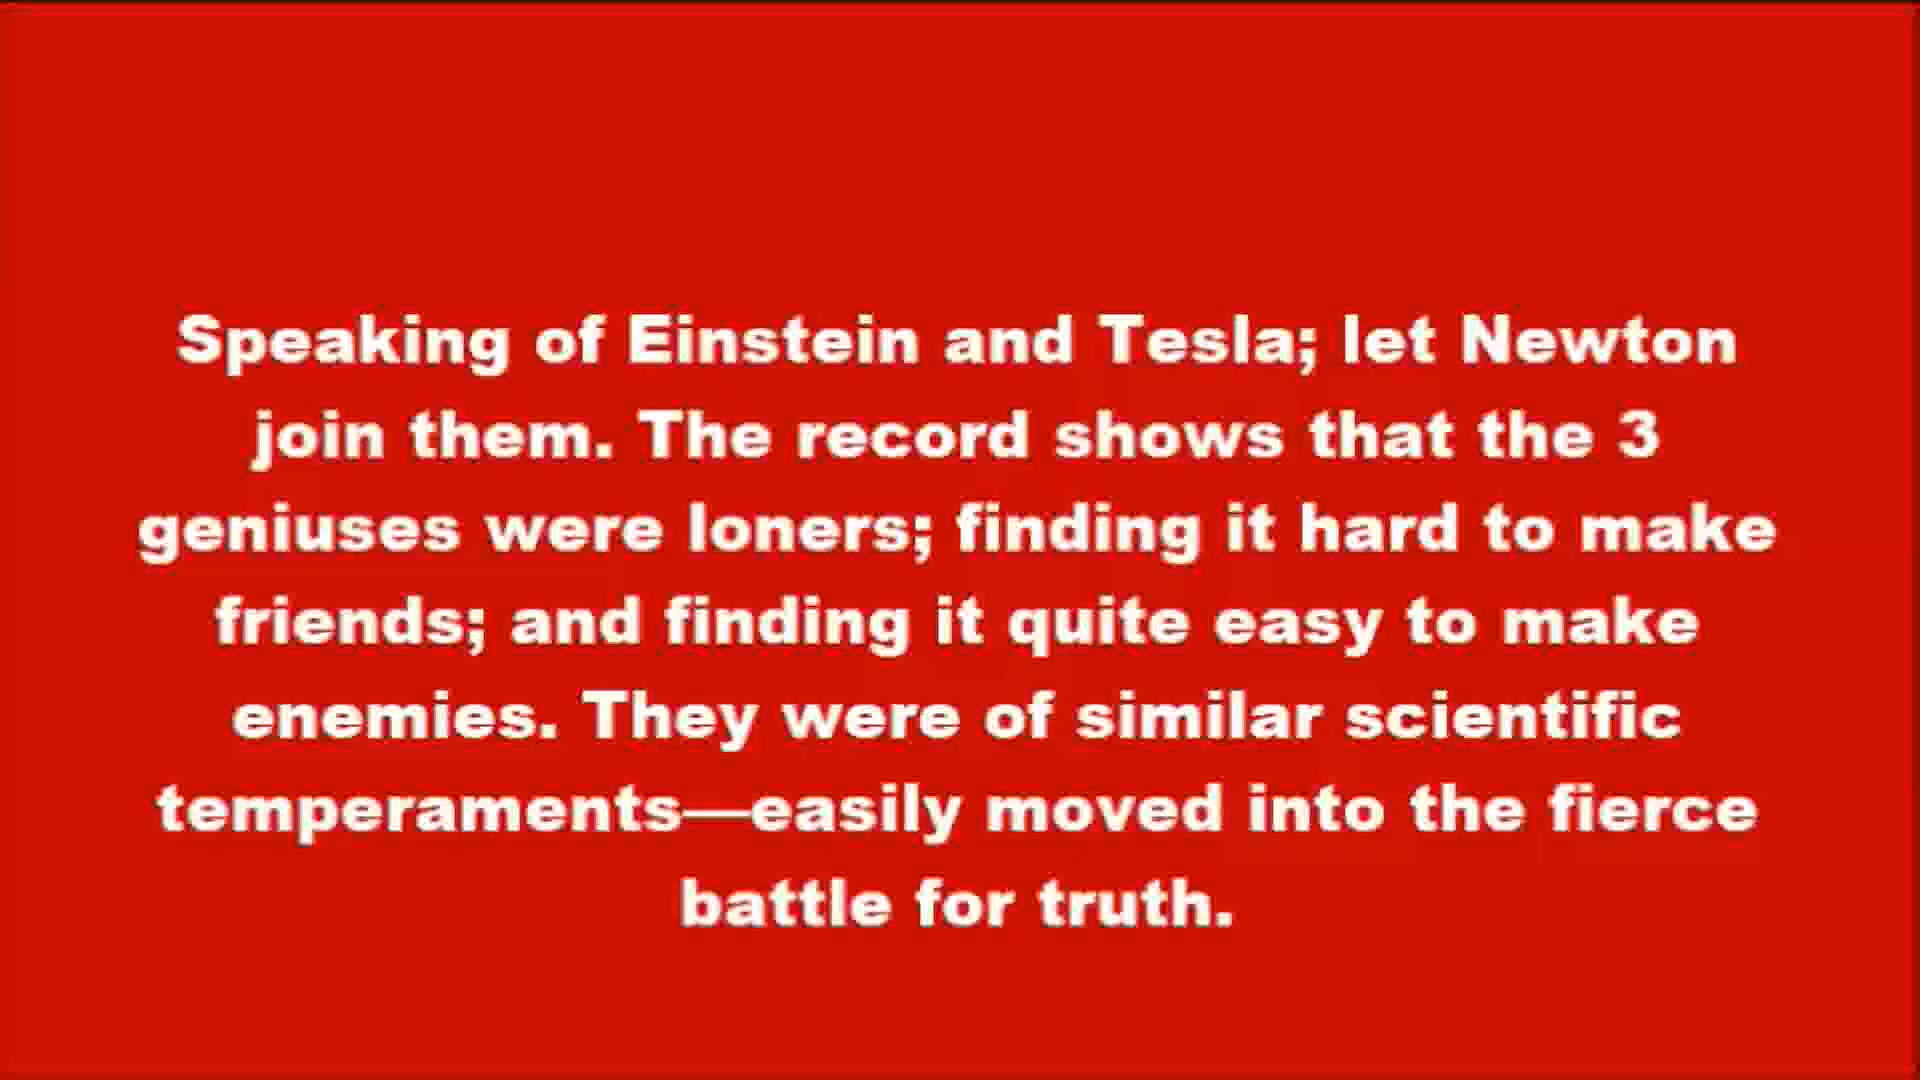 Speaking of Einstein and Tesla; let Newton
join them. The record shows that the 3
geniuses were loners; finding it hard to make
friends; and finding it quite easy to make
enemies. They were of similar scientific
temperaments—easily moved into the fierce
battle for truth.